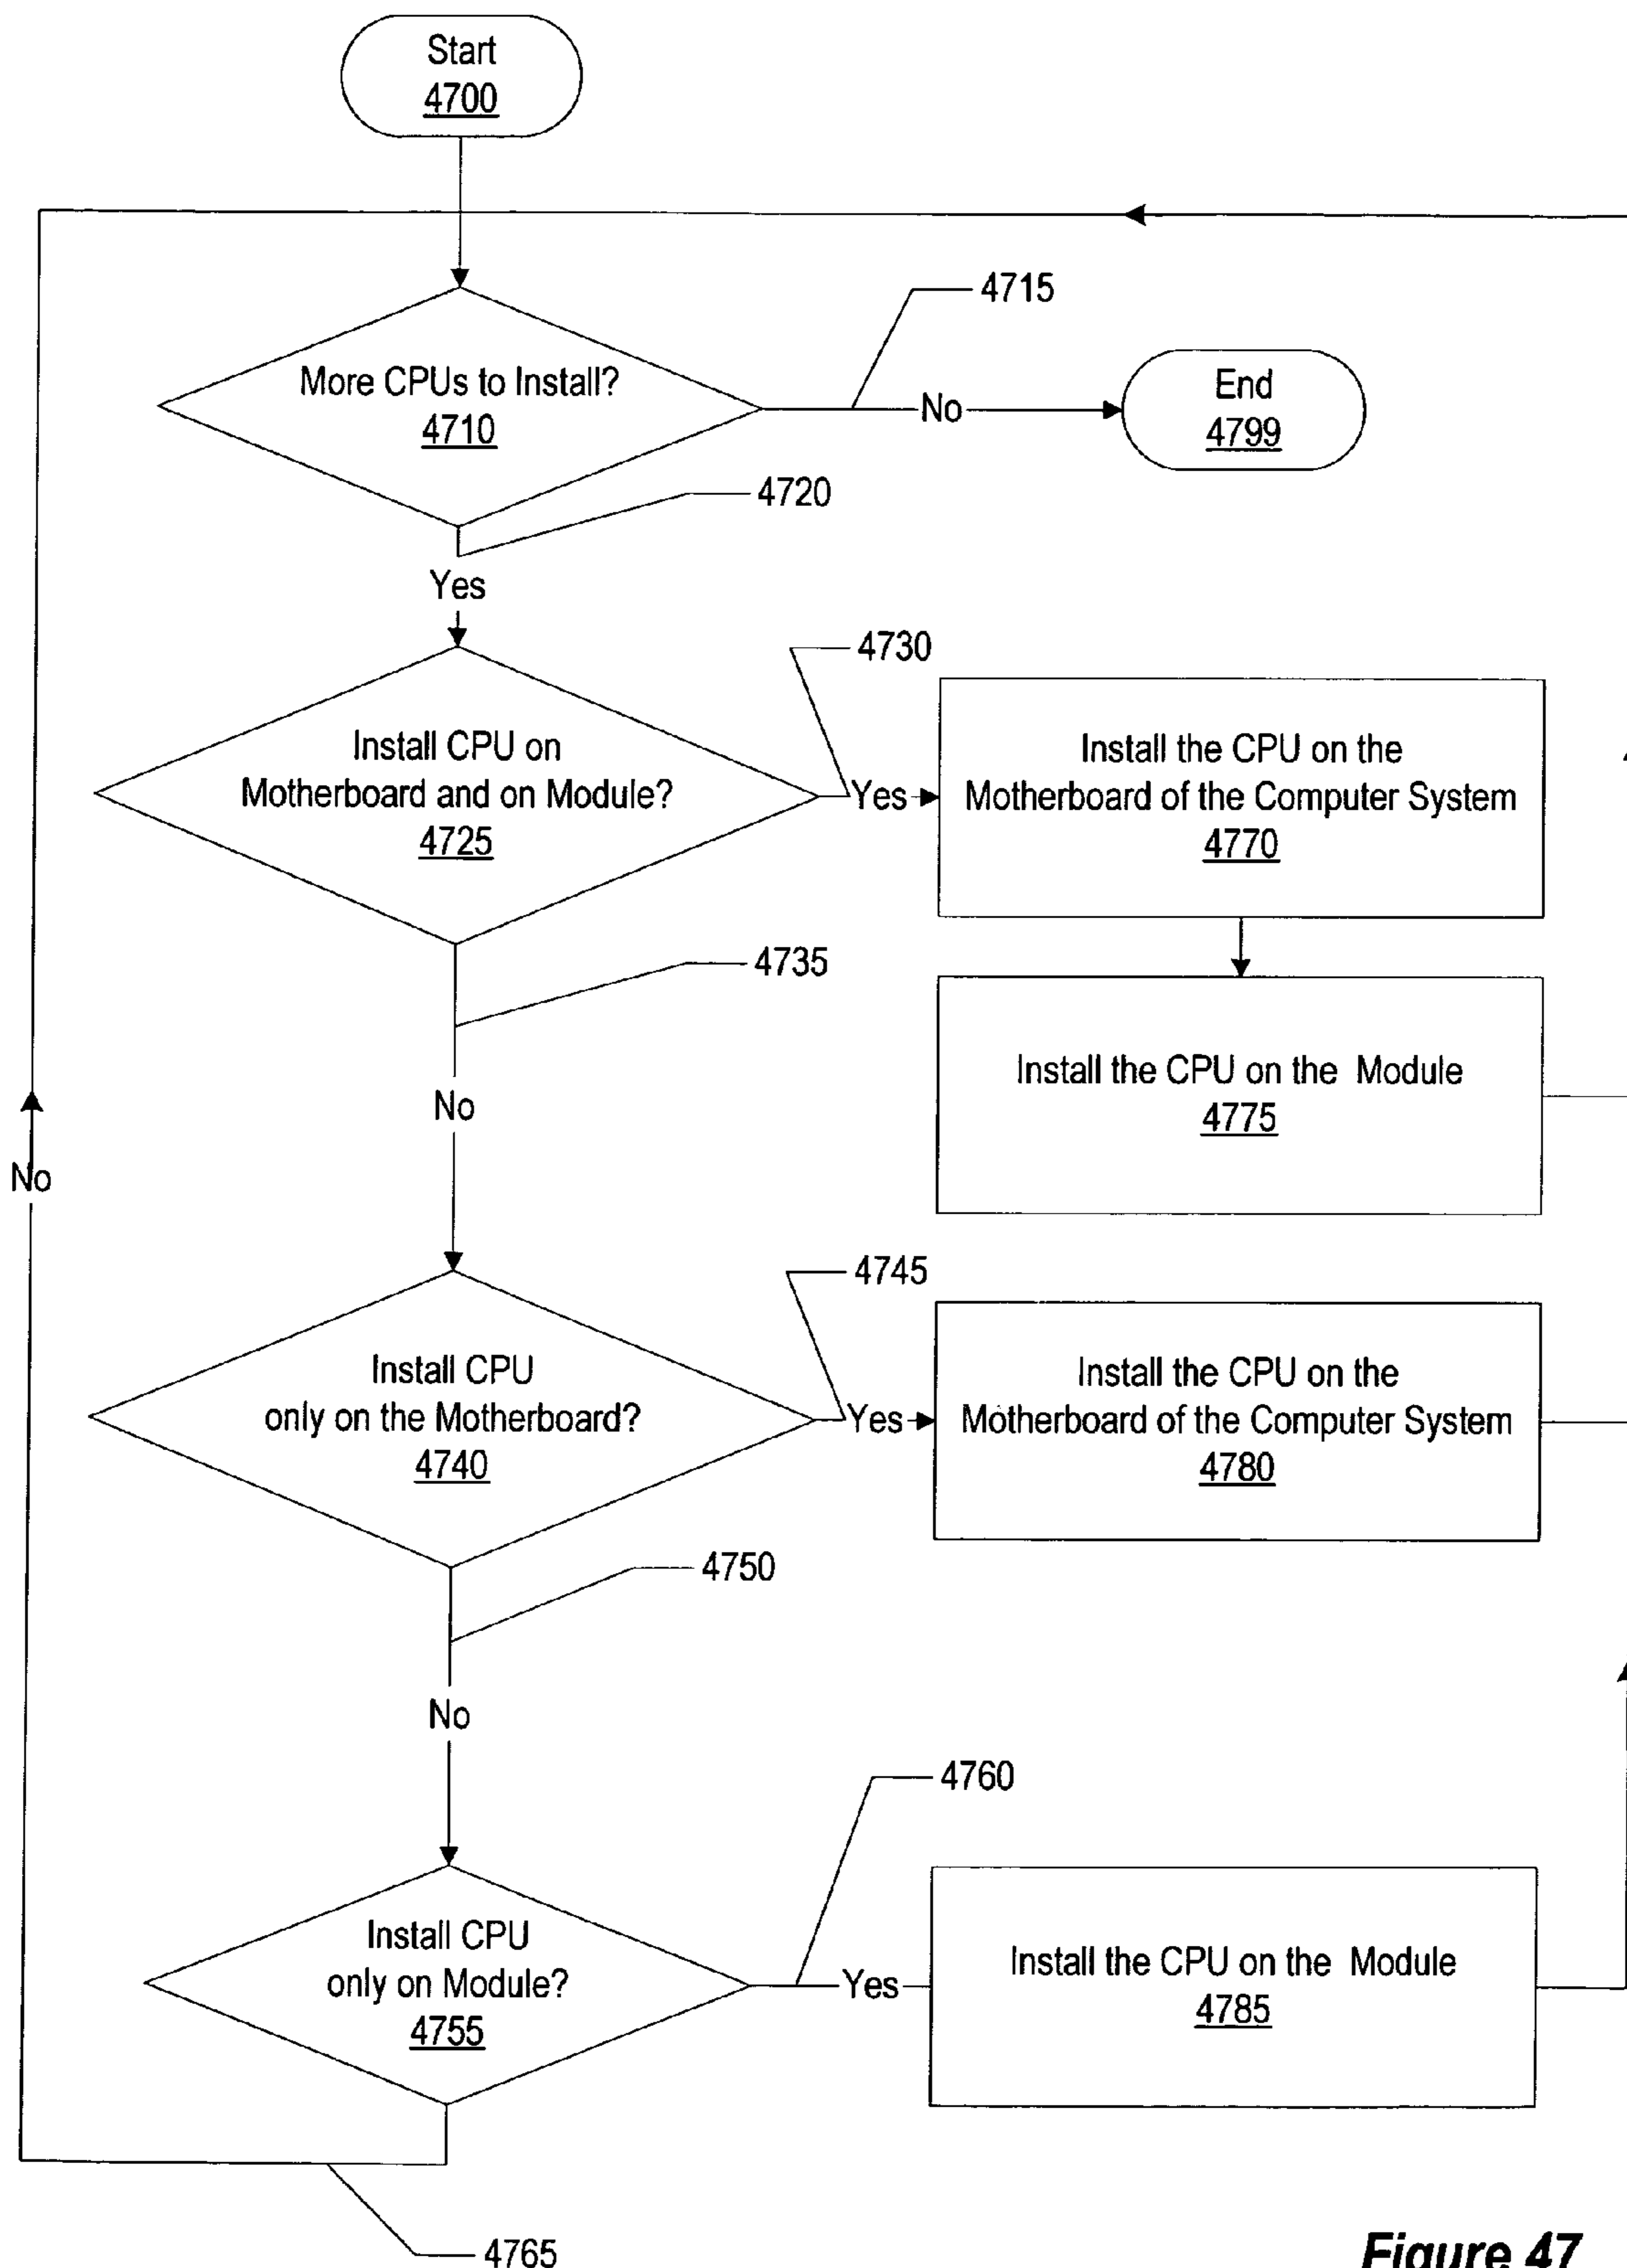 Start
4700
4715
More CPUs to Install?
4710
No
End
4799
4720
Yes
4730
Install CPU on
Motherboard and on Module?
4725
Yes
Install the CPU on the
Motherboard of the Computer System
4770
4735
Install the CPU on the Module
4775
No
No
4745
Install CPU
only on the Motherboard?
4740
Yes
Install the CPU on the
Motherboard of the Computer System
4780
4750
No
4760
Install CPU
only on Module?
4755
Yes
Install the CPU on the Module
4785
4765
Figure 47